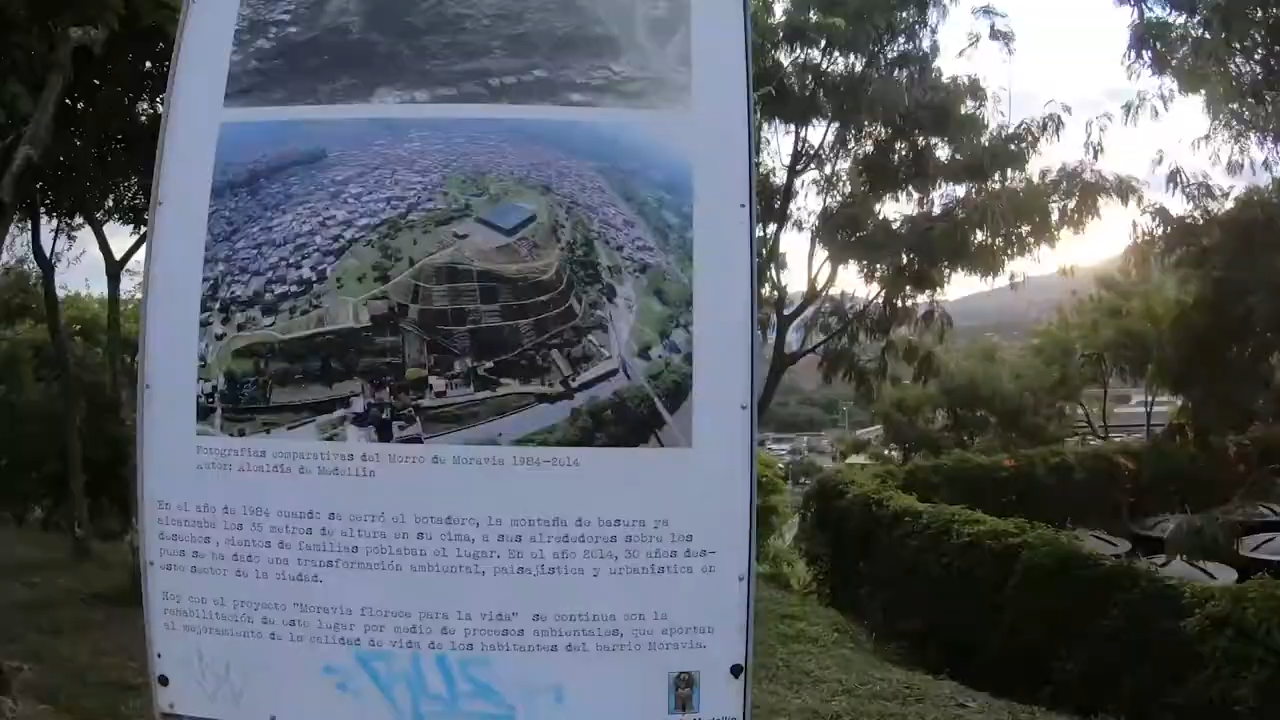 Fotografías comparativas del Morro de Moravia 1984-2014
Autor: Alcaldía de Medellín
En el año de 1984 cuando se cerró el botadero, la montaña de basura ya
alcanzaba los 35 metros de altura en su cima, a sus alrededores sobre los
desechos, cientos de familias poblaban el lugar. En el año 2014, 30 años des-
pues se ha dado una transformación ambiental, paisajística y urbanística en
este sector de la ciudad.
Hoy con el proyecto "Moravia florece para la vida" se continua con la
rehabilitación de este lugar por medio de procesos ambientales, que aportan
al mejoramiento de la calidad de vida de los habitantes del barrio Moravia.
Medellín